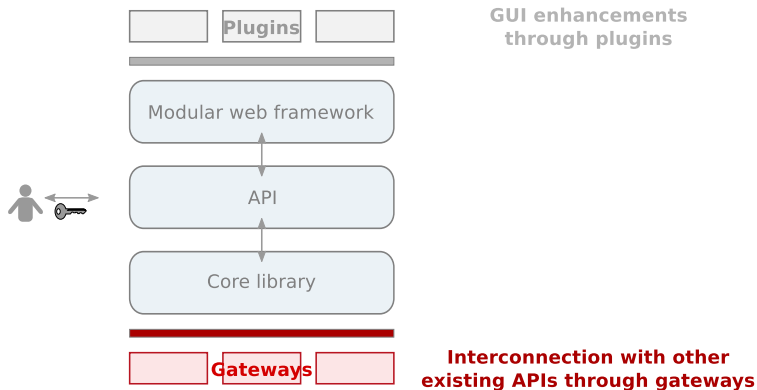 Plugins
GUI enhancements
through plugins
Modular web framework
API
Core library
Gateways
Interconnection with other
existing APIs through gateways